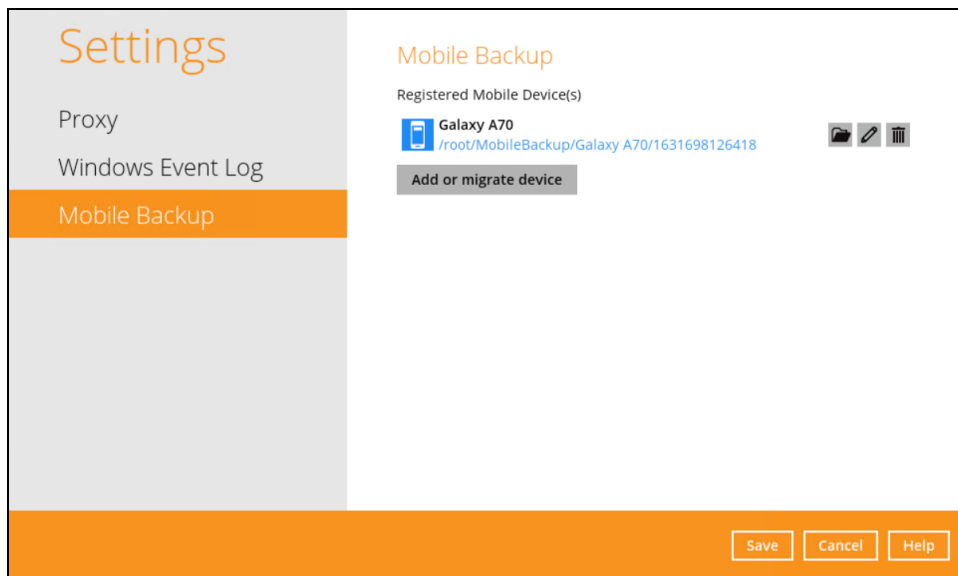 Settings
Proxy
Windows Event Log
Mobile Backup
Mobile Backup
Registered Mobile Device(s)
Galaxy A70
/root/MobileBackup/Galaxy A70/1631698126418
Add or migrate device
Save
Cancel
Help